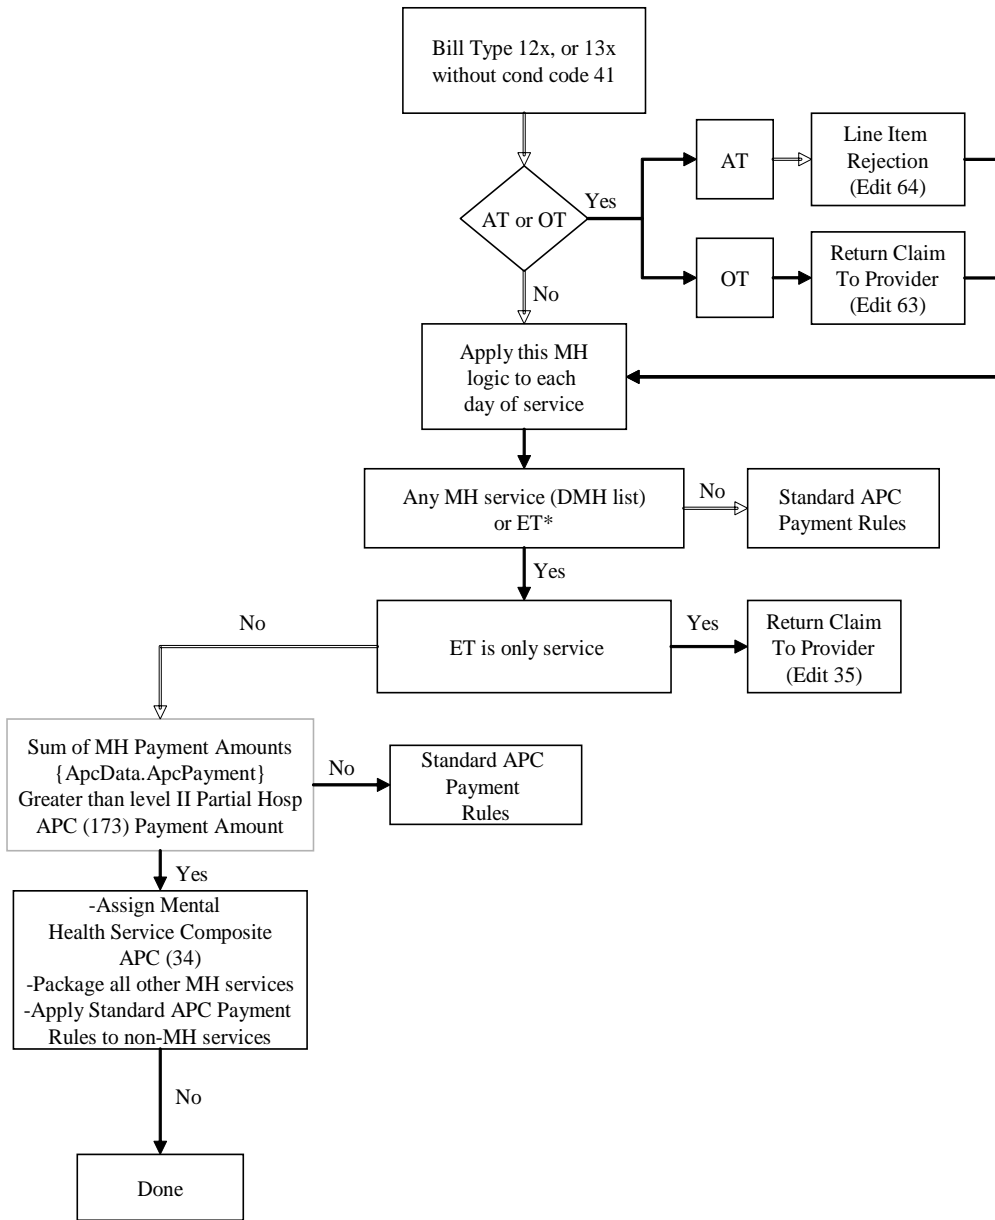 Bill Type 12x, or 13x
without cond code 41
AT or OT
Yes
AT
Line Item
Rejection
(Edit 64)
OT
Return Claim
To Provider
(Edit 63)
No
Apply this MH
logic to each
day of service
Any MH service (DMH list)
or ET*
No
Standard APC
Payment Rules
Yes
ET is only service
Yes
Return Claim
To Provider
(Edit 35)
No
Sum of MH Payment Amounts
{ApcData.ApcPayment}
Greater than level II Partial Hosp
APC (173) Payment Amount
No
Standard APC
Payment
Rules
Yes
-Assign Mental
Health Service Composite
APC (34)
-Package all other MH services
-Apply Standard APC Payment
Rules to non-MH services
No
Done